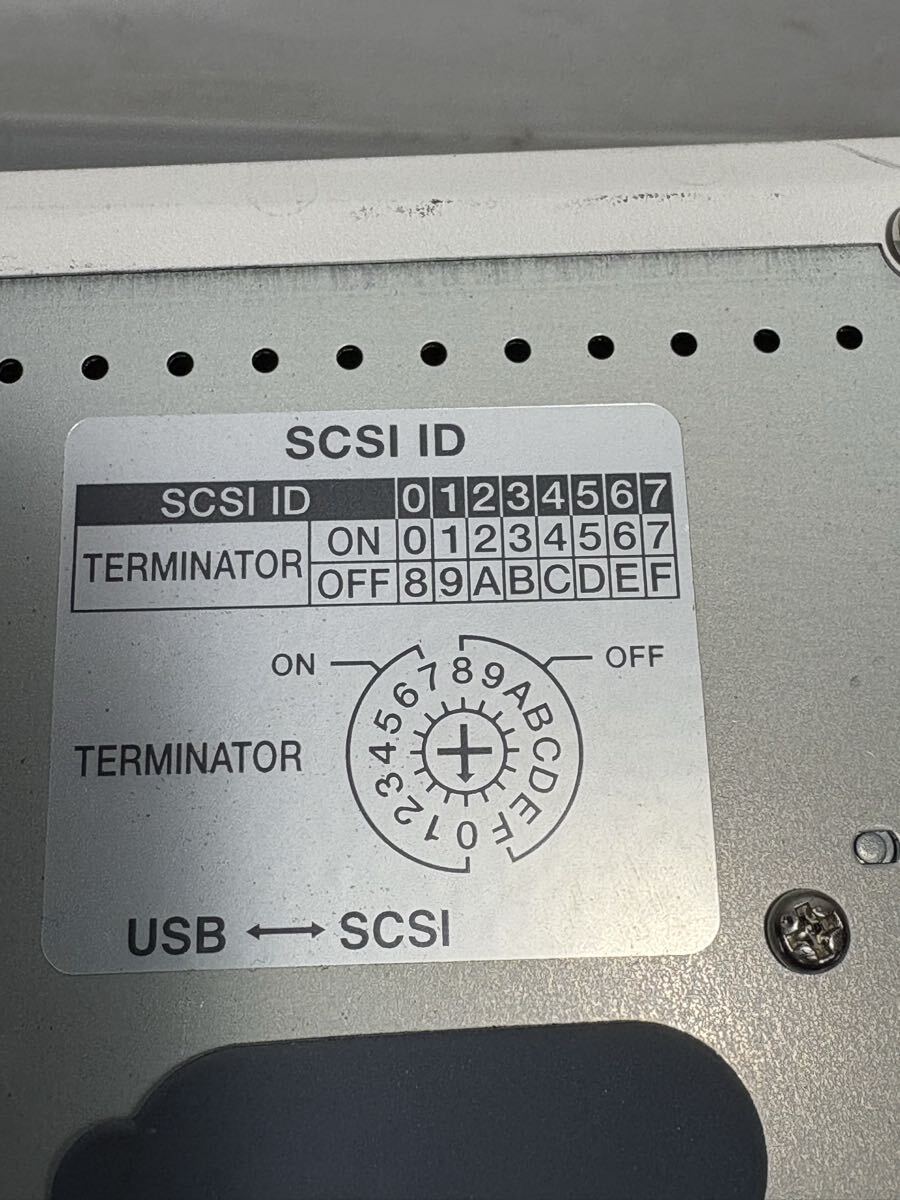 SCSI ID
SCSI ID 0 1 2 3 4 5 6 7
TERMINATOR ON 0 1 2 3 4 5 6 7
OFF 8 9 A B C D E F
ON OFF
0 1 2 3 4 5 6 7 8 9 A B C D E F
TERMINATOR
USB ↔ SCSI